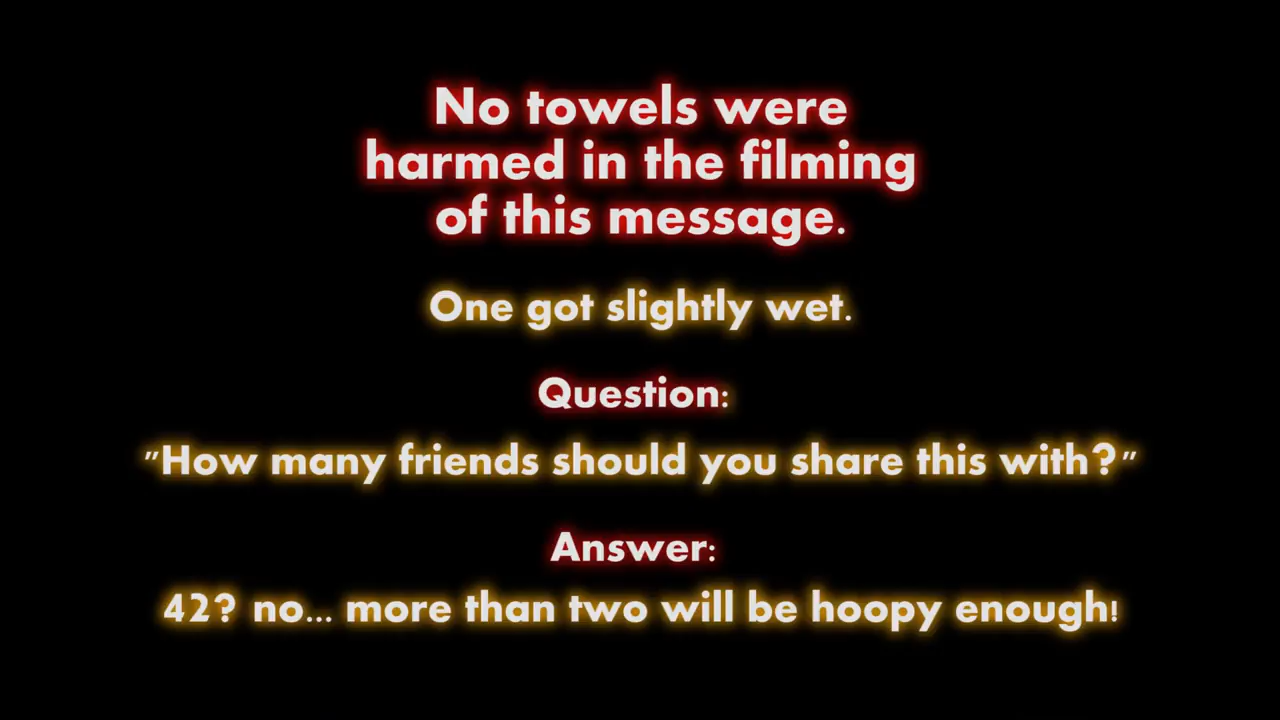 No towels were
harmed in the filming
of this message.
One got slightly wet.
Question:
"How many friends should you share this with?"
Answer:
42? no... more than two will be hoopy enough!